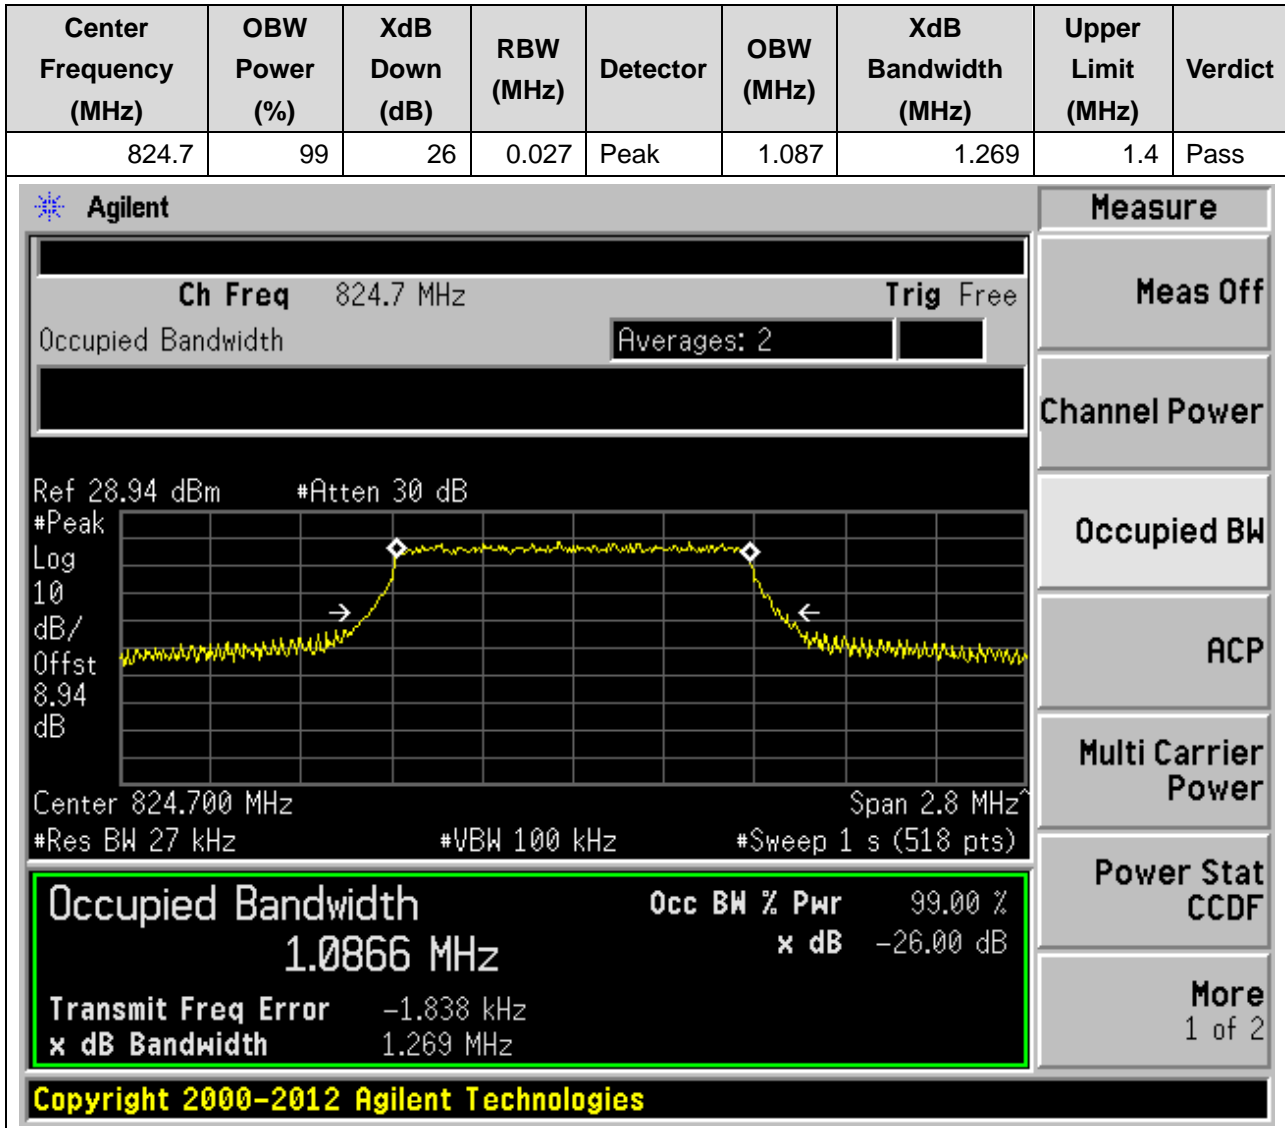 Center Frequency (MHz) OBW Power (%) XdB Down (dB) RBW (MHz) Detector OBW (MHz) XdB Bandwidth (MHz) Upper Limit (MHz) Verdict
824.7 99 26 0.027 Peak 1.087 1.269 1.4 Pass
Agilent
Ch Freq 824.7 MHz Trig Free
Occupied Bandwidth Averages: 2
Ref 28.94 dBm #Atten 30 dB
#Peak
Log
10
dB/
Offst
8.94
dB
Center 824.700 MHz Span 2.8 MHz^
#Res BW 27 kHz #VBW 100 kHz #Sweep 1 s (518 pts)
Occupied Bandwidth Occ BW % Pwr 99.00 %
1.0866 MHz x dB -26.00 dB
Transmit Freq Error -1.838 kHz
x dB Bandwidth 1.269 MHz
Copyright 2000-2012 Agilent Technologies
Measure
Meas Off
Channel Power
Occupied BW
ACP
Multi Carrier
Power
Power Stat
CCDF
More
1 of 2